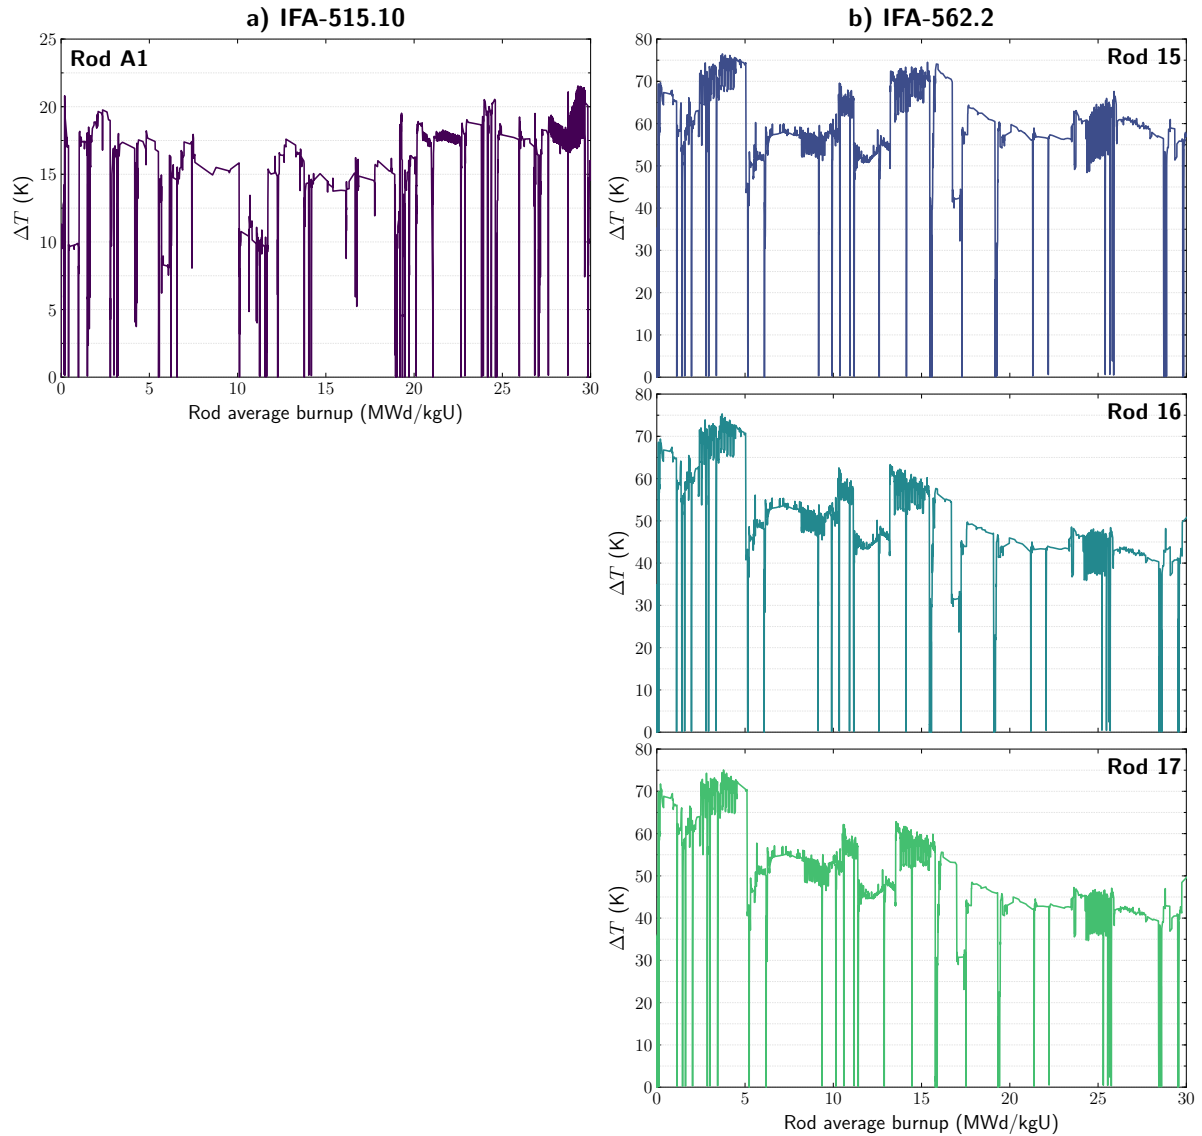 a) IFA-515.10
b) IFA-562.2
Rod A1
25
20
15
10
5
0
ΔT (K)
0 5 10 15 20 25 30
Rod average burnup (MWd/kgU)
Rod 15
80
70
60
50
40
30
20
10
0
ΔT (K)
Rod 16
80
70
60
50
40
30
20
10
0
ΔT (K)
Rod 17
80
70
60
50
40
30
20
10
0
ΔT (K)
0 5 10 15 20 25 30
Rod average burnup (MWd/kgU)